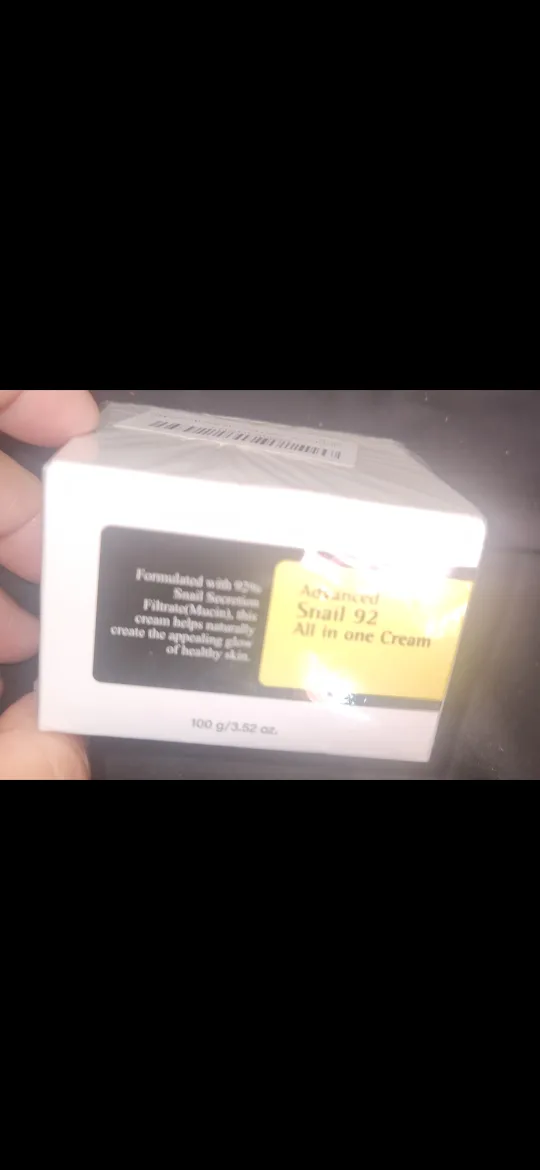 Formulated with 92%
Snail Secretion
Filtrate(Mucin), this
cream helps naturally
create the appealing glow
of healthy skin.
Advanced
Snail 92
All in one Cream
100 g/3.52 oz.